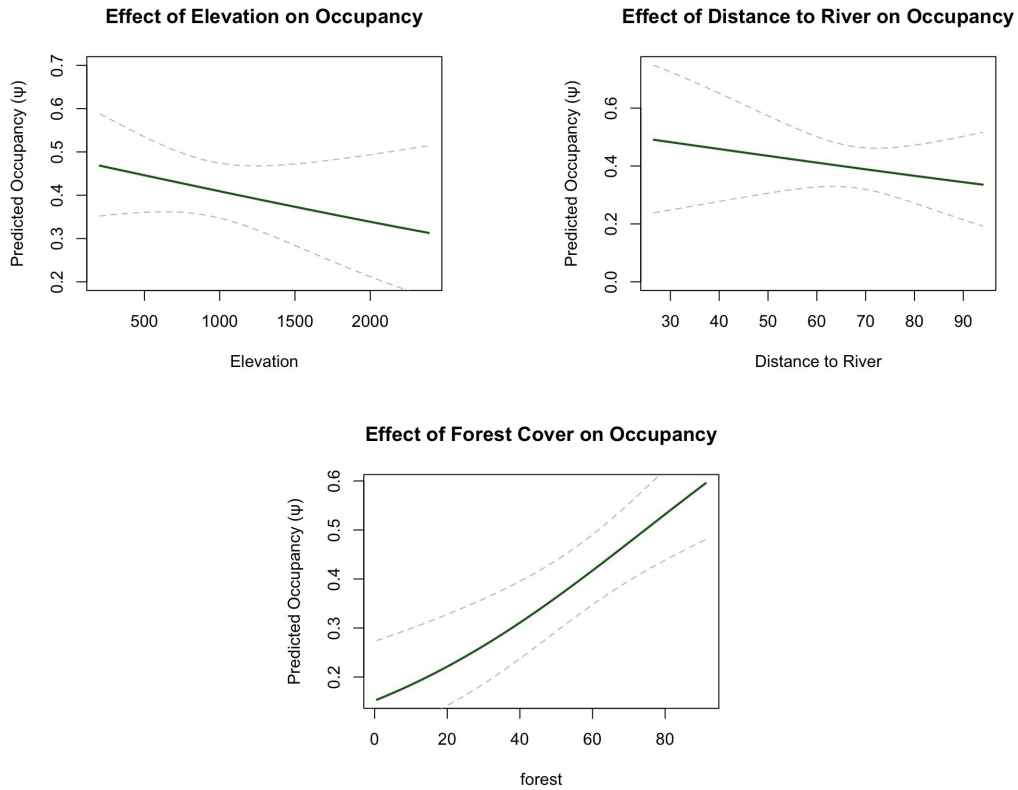 Effect of Elevation on Occupancy
Predicted Occupancy (ψ)
0.7
0.6
0.5
0.4
0.3
0.2
500 1000 1500 2000
Elevation
Effect of Distance to River on Occupancy
Predicted Occupancy (ψ)
0.6
0.4
0.2
0.0
30 40 50 60 70 80 90
Distance to River
Effect of Forest Cover on Occupancy
Predicted Occupancy (ψ)
0.6
0.5
0.4
0.3
0.2
0 20 40 60 80
forest